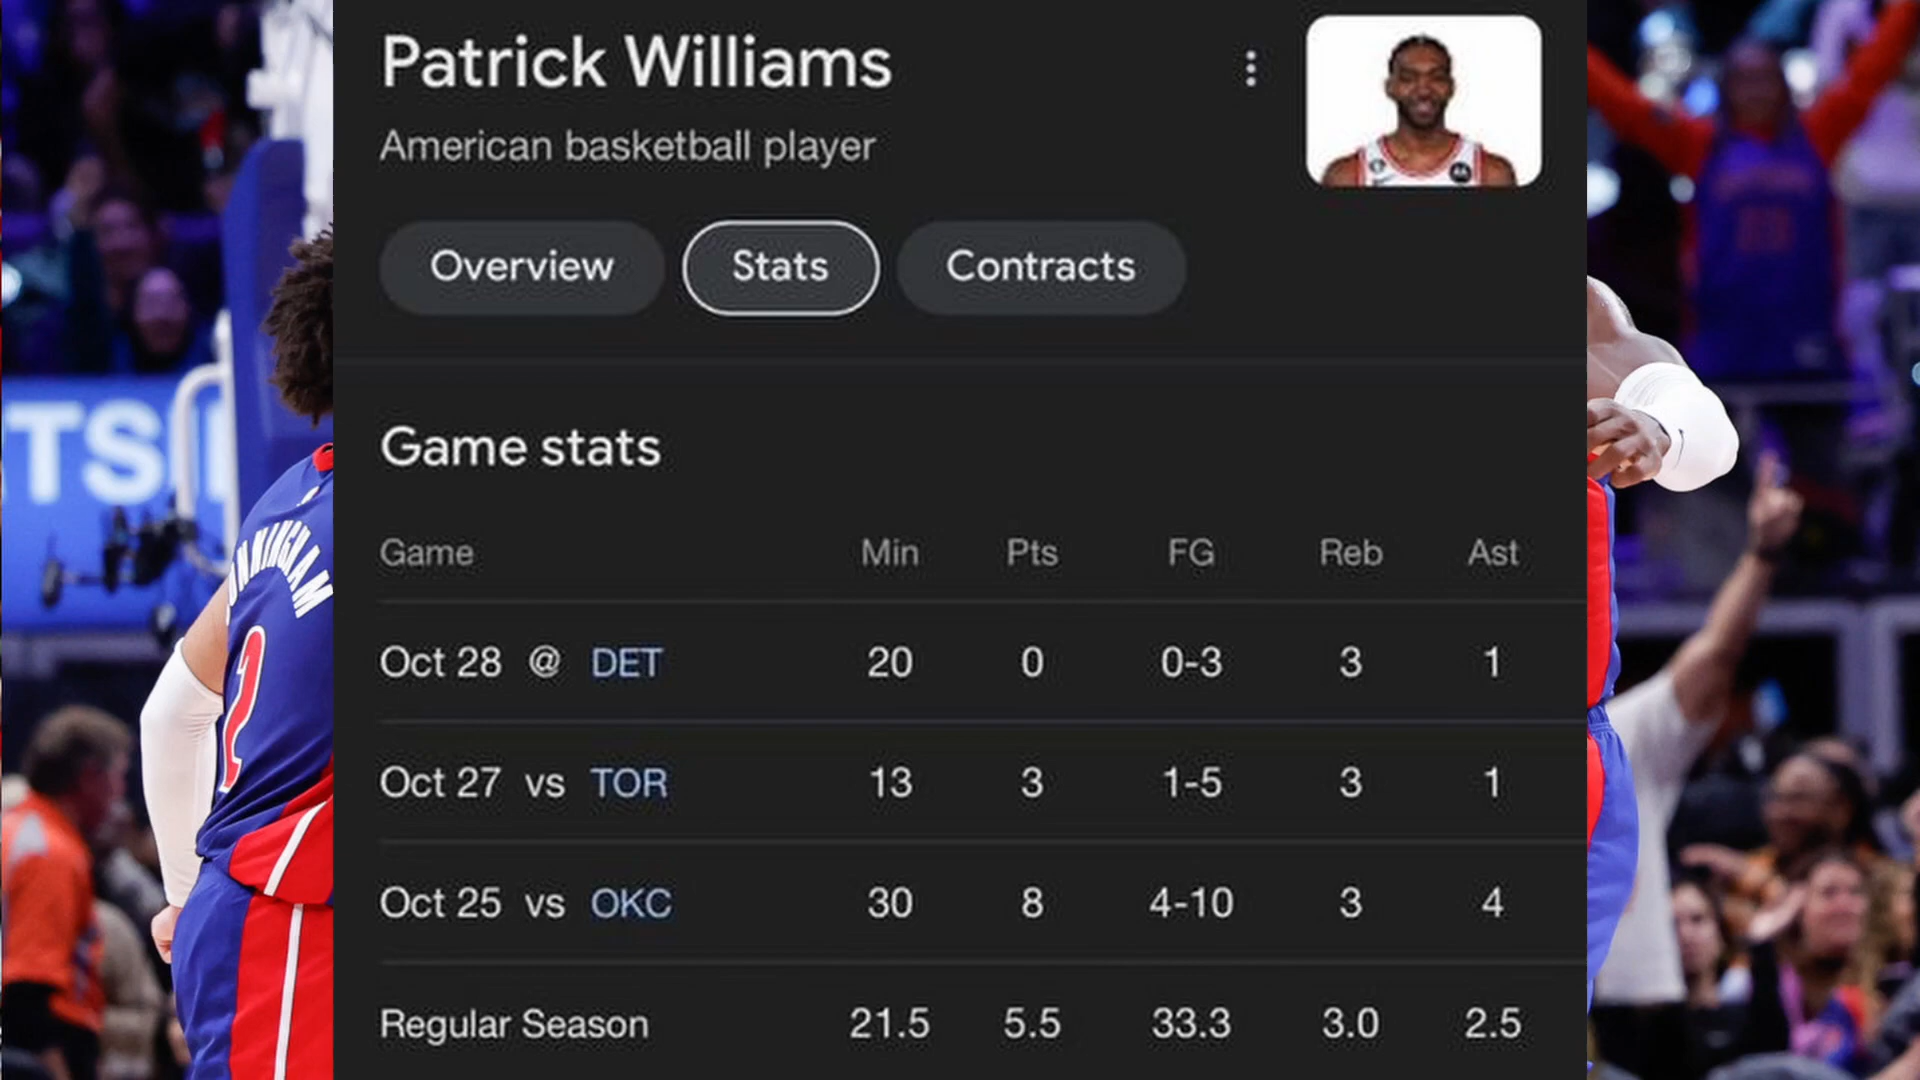 Patrick Williams
American basketball player
Overview Stats Contracts
Game stats
Game Min Pts FG Reb Ast
Oct 28 @ DET 20 0 0-3 3 1
Oct 27 vs TOR 13 3 1-5 3 1
Oct 25 vs OKC 30 8 4-10 3 4
Regular Season 21.5 5.5 33.3 3.0 2.5
TS
UNNINGHAM
2